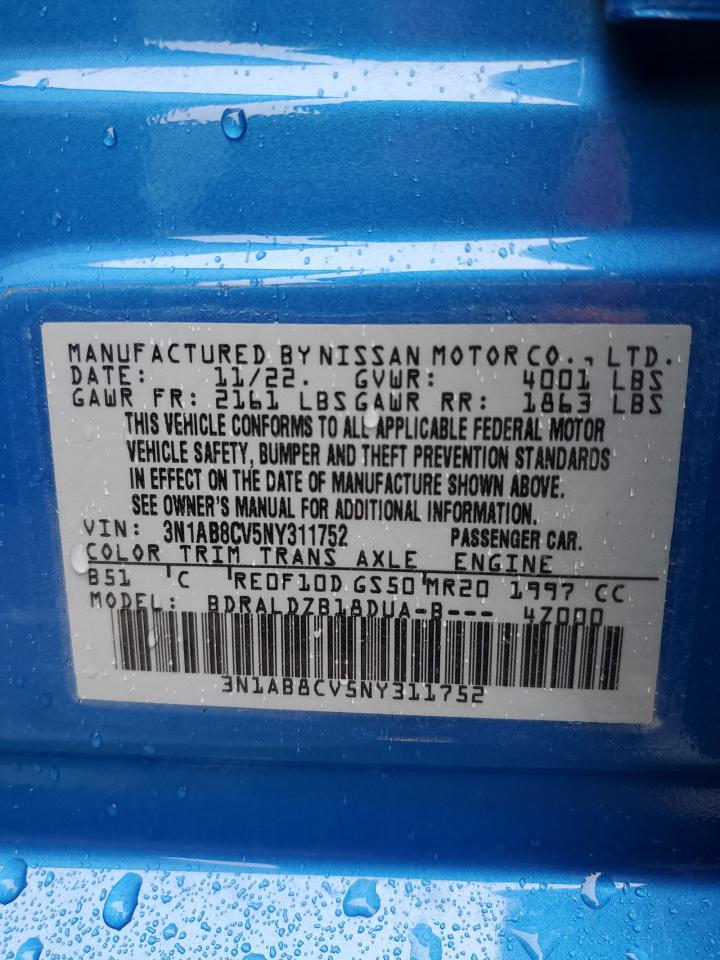 MANUFACTURED BY NISSAN MOTOR CO., LTD.
DATE: 11/22. GVWR: 4001 LBS
GAWR FR: 2161 LBS GAWR RR: 1863 LBS
THIS VEHICLE CONFORMS TO ALL APPLICABLE FEDERAL MOTOR
VEHICLE SAFETY, BUMPER AND THEFT PREVENTION STANDARDS
IN EFFECT ON THE DATE OF MANUFACTURE SHOWN ABOVE.
SEE OWNER'S MANUAL FOR ADDITIONAL INFORMATION.
VIN: 3N1AB8CV5NY311752 PASSENGER CAR.
COLOR TRIM TRANS AXLE ENGINE
B51 C RE0F10D GS50 MR20 1997 CC
MODEL: BDRALDZB18DUA-B--- 4Z000
3N1AB8CV5NY311752